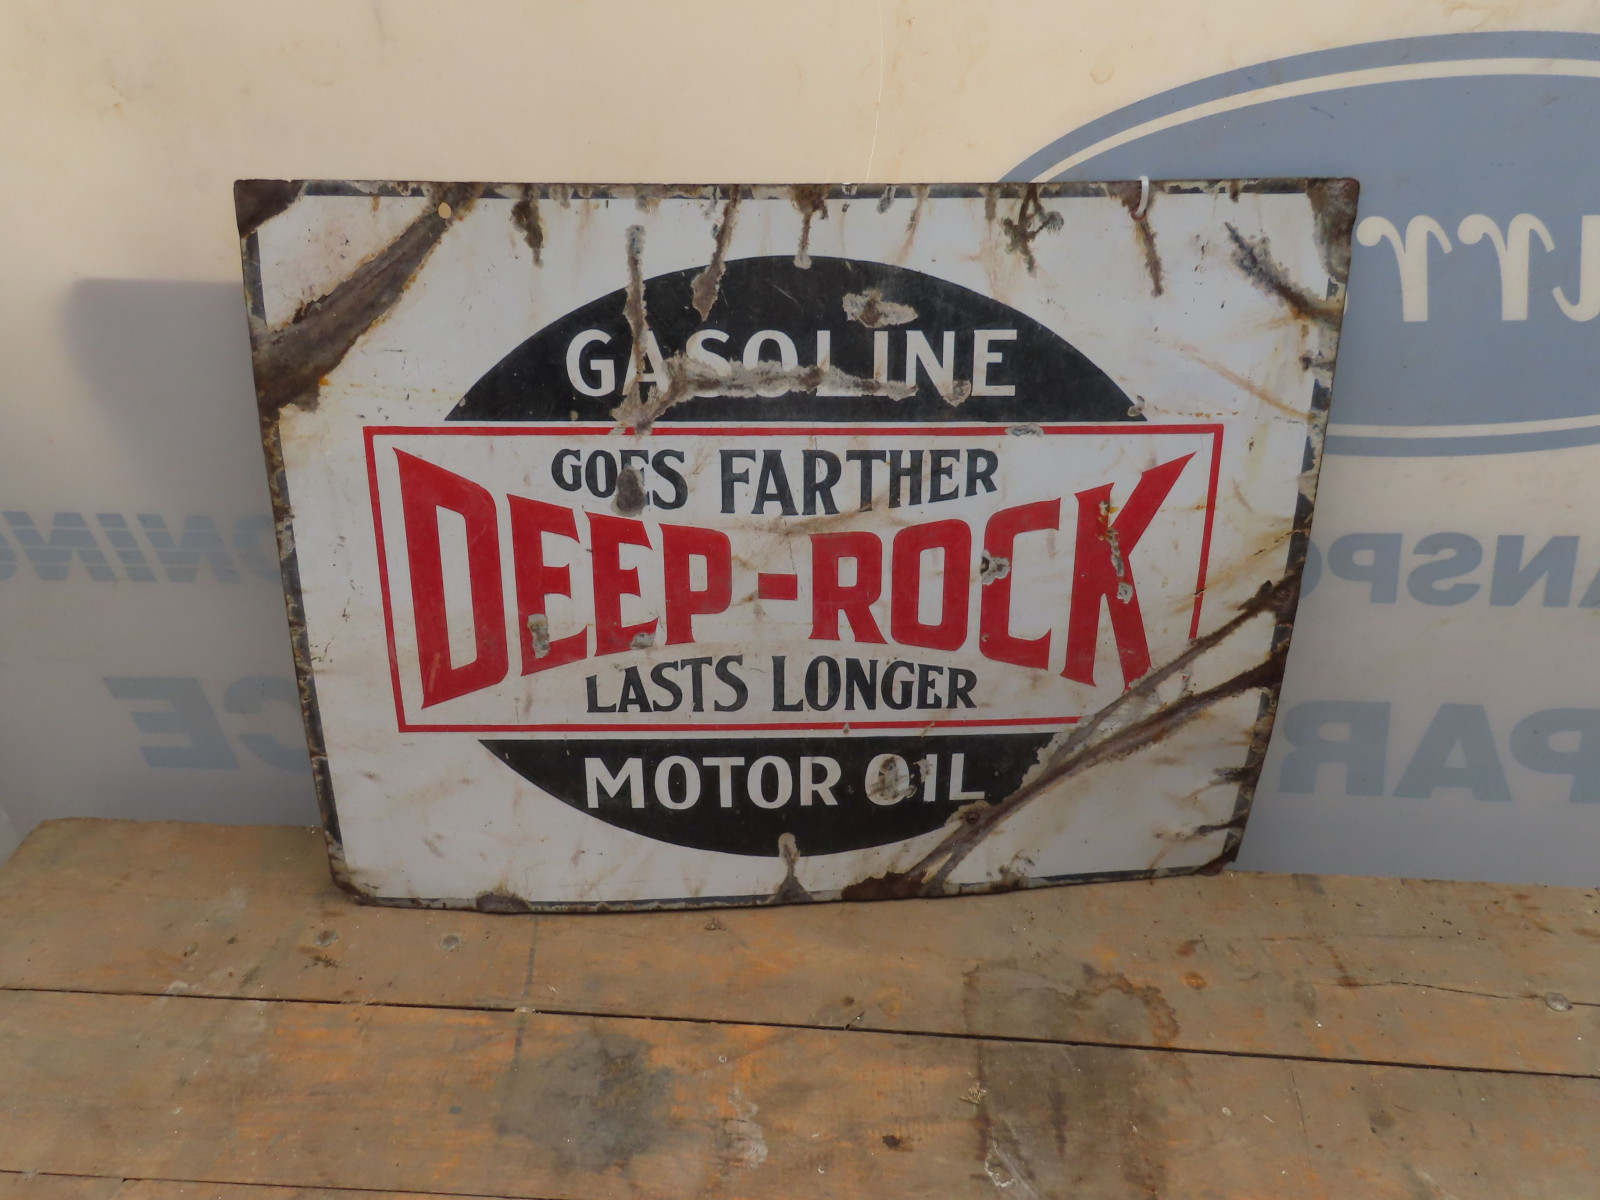 GASOLINE
GOES FARTHER
DEEP-ROCK
LASTS LONGER
MOTOR OIL